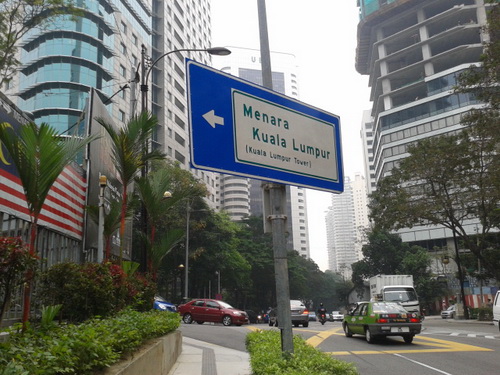 Menara
Kuala Lumpur
(Kuala Lumpur Tower)